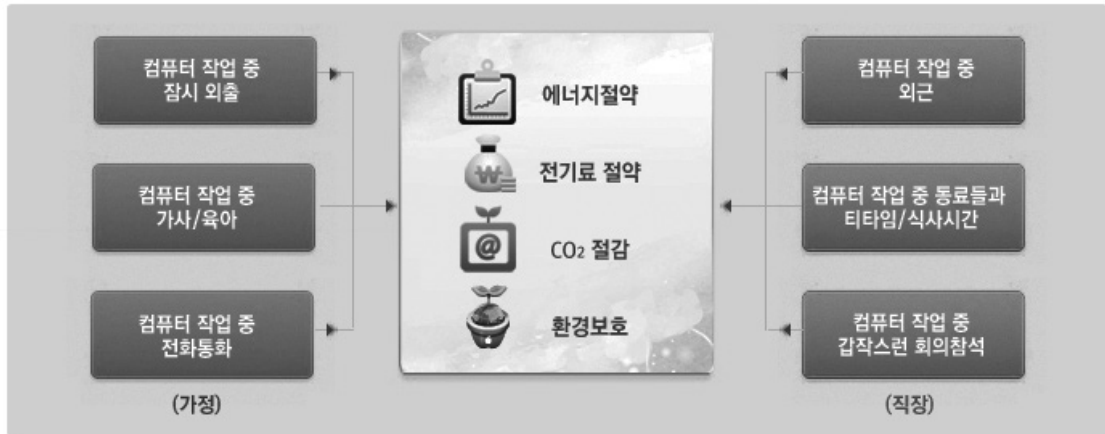 컴퓨터 작업 중
잠시 외출
컴퓨터 작업 중
가사/육아
컴퓨터 작업 중
전화통화
(가정)
에너지절약
₩
전기료 절약
@
CO₂ 절감
환경보호
컴퓨터 작업 중
외근
컴퓨터 작업 중 동료들과
티타임/식사시간
컴퓨터 작업 중
갑작스런 회의참석
(직장)